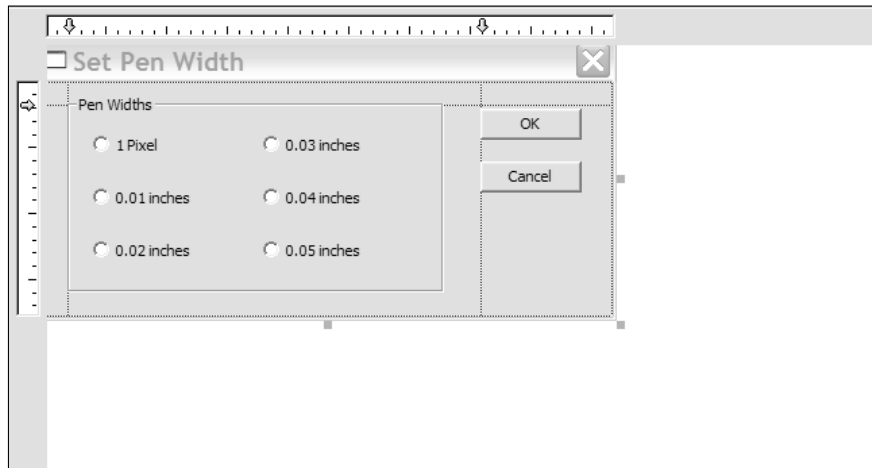 Set Pen Width
Pen Widths
1 Pixel
0.03 inches
0.01 inches
0.04 inches
0.02 inches
0.05 inches
OK
Cancel